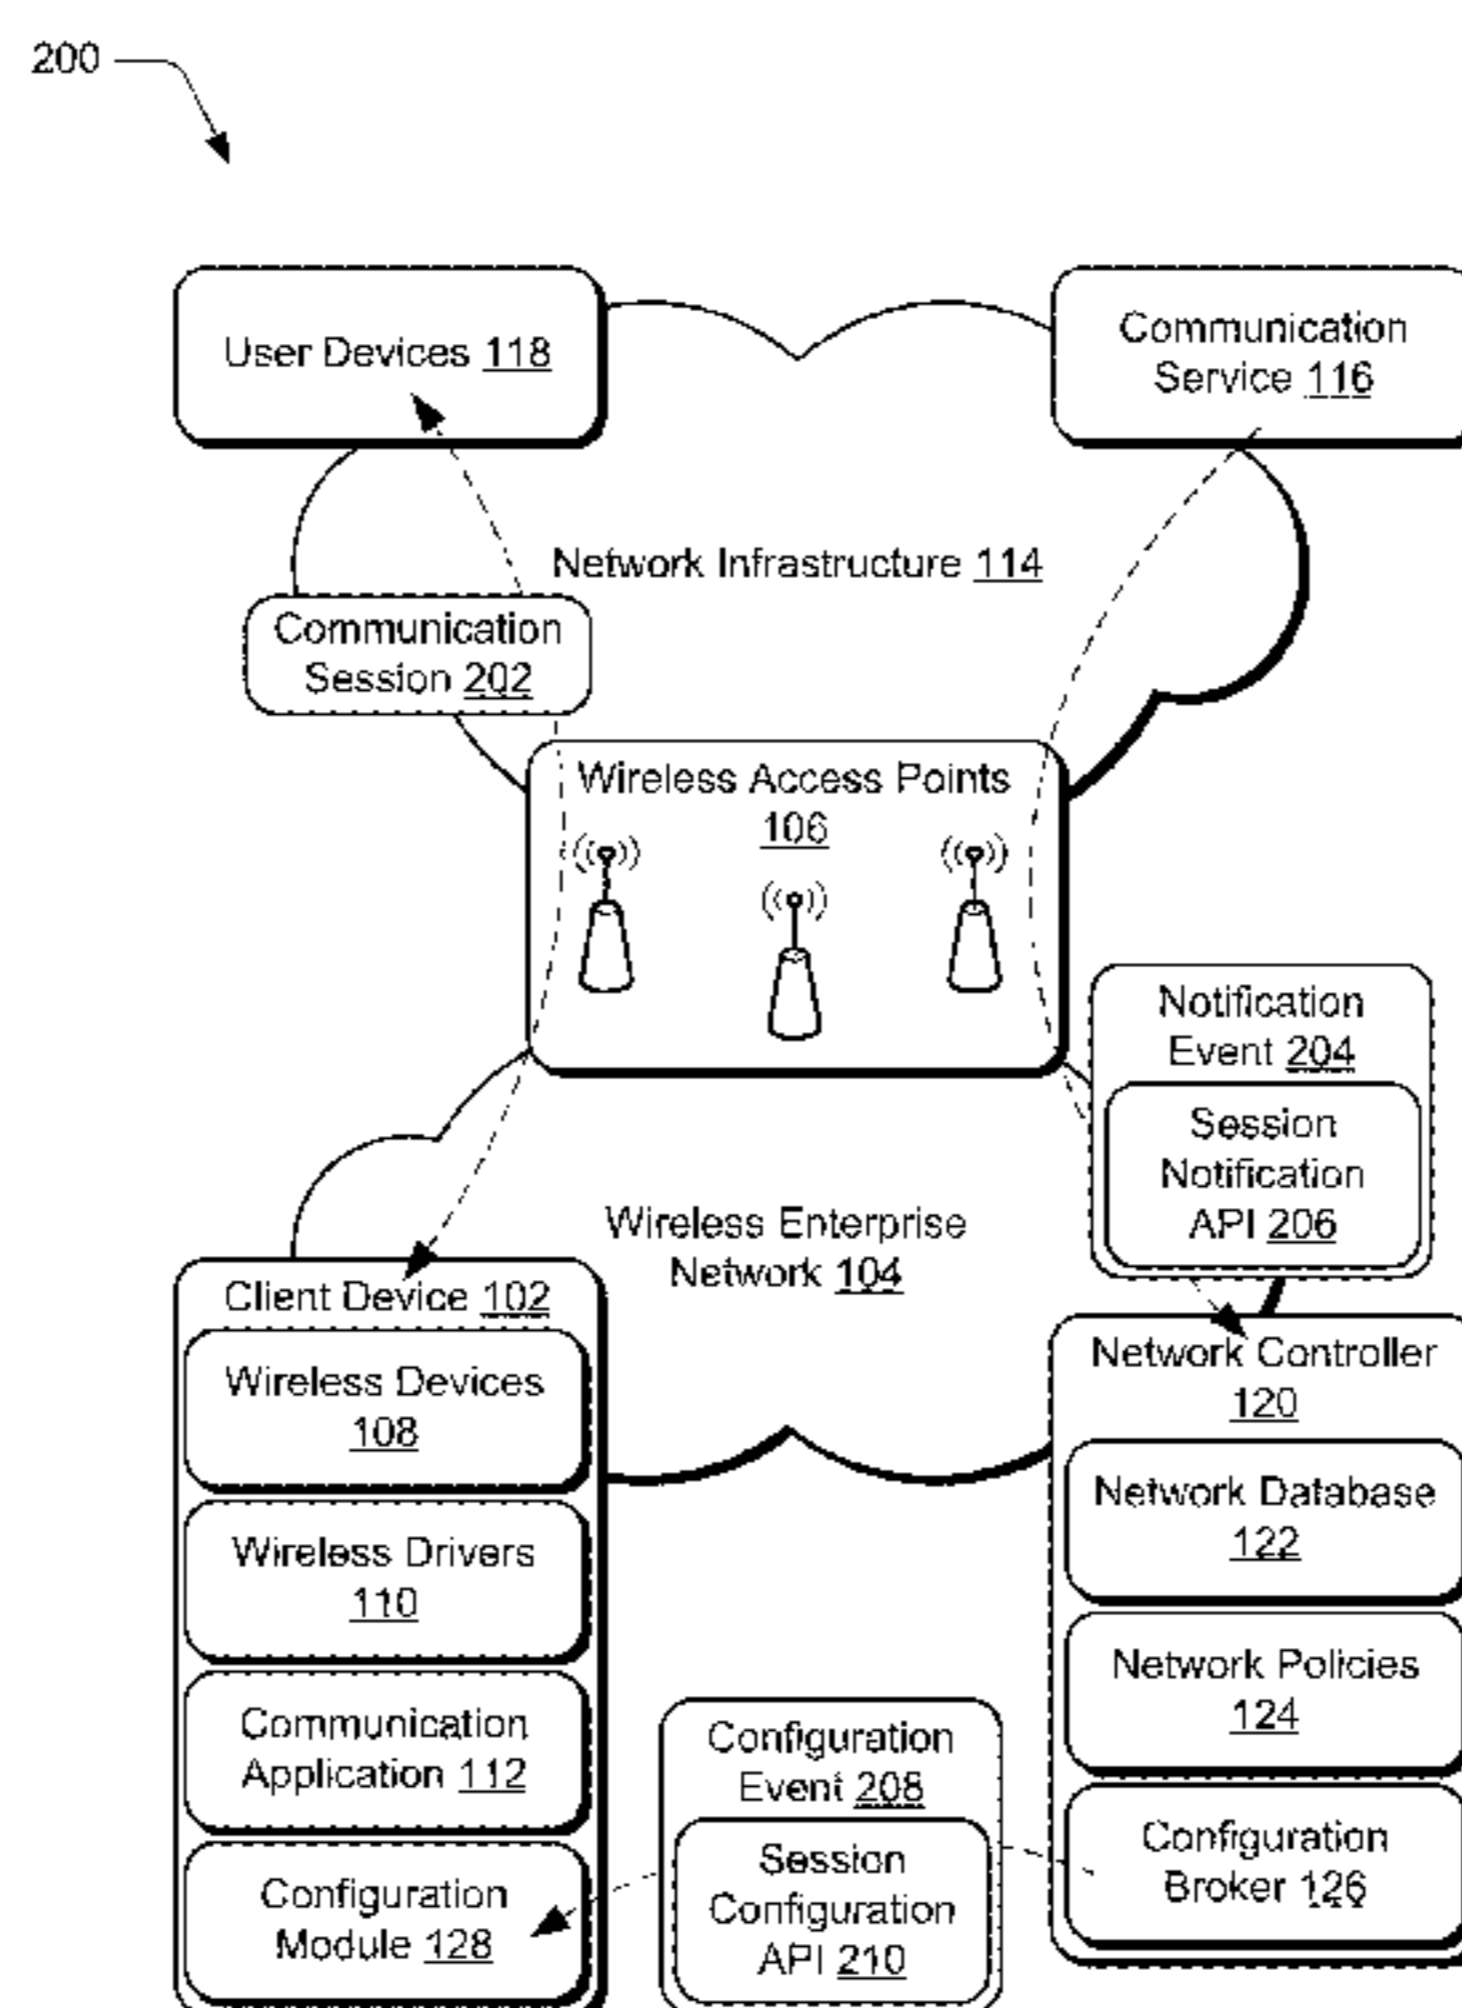 200
User Devices 118
Communication
Service 116
Network Infrastructure 114
Communication
Session 202
Wireless Access Points
106
Notification
Event 204
Session
Notification
API 206
Wireless Enterprise
Network 104
Client Device 102
Wireless Devices
108
Wireless Drivers
110
Communication
Application 112
Configuration
Module 128
Network Controller
120
Network Database
122
Network Policies
124
Configuration
Broker 126
Configuration
Event 208
Session
Configuration
API 210